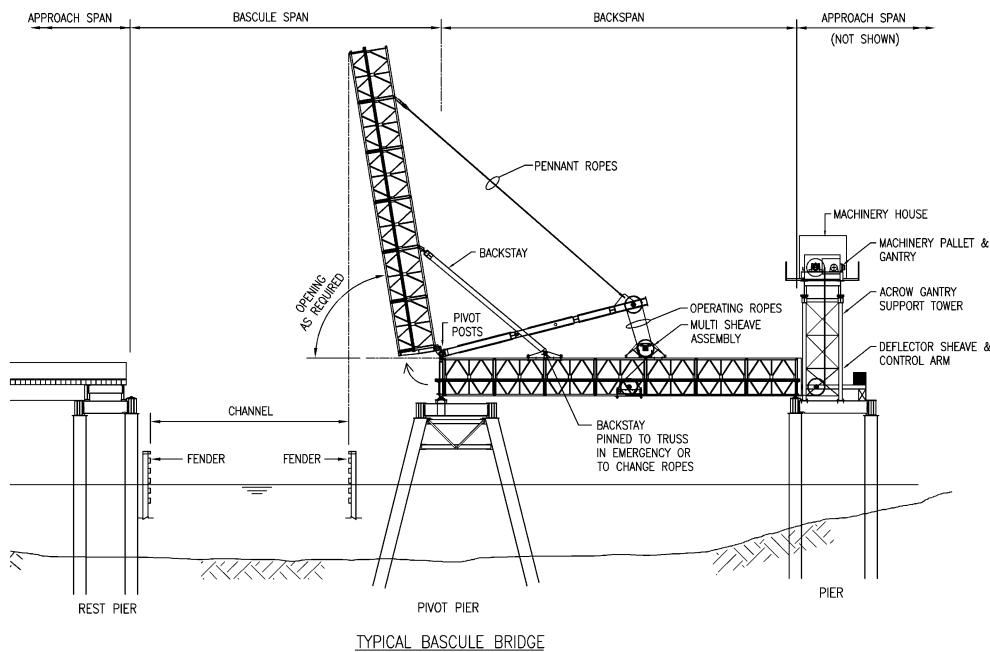 APPROACH SPAN
BASCULE SPAN
BACKSPAN
APPROACH SPAN
(NOT SHOWN)
PENNANT ROPES
MACHINERY HOUSE
MACHINERY PALLET &
GANTRY
BACKSTAY
OPENING
AS REQUIRED
ACROW GANTRY
SUPPORT TOWER
OPERATING ROPES
MULTI SHEAVE
ASSEMBLY
PIVOT
POSTS
DEFLECTOR SHEAVE &
CONTROL ARM
CHANNEL
BACKSTAY
PINNED TO TRUSS
IN EMERGENCY OR
TO CHANGE ROPES
FENDER
FENDER
REST PIER
PIVOT PIER
PIER
TYPICAL BASCULE BRIDGE